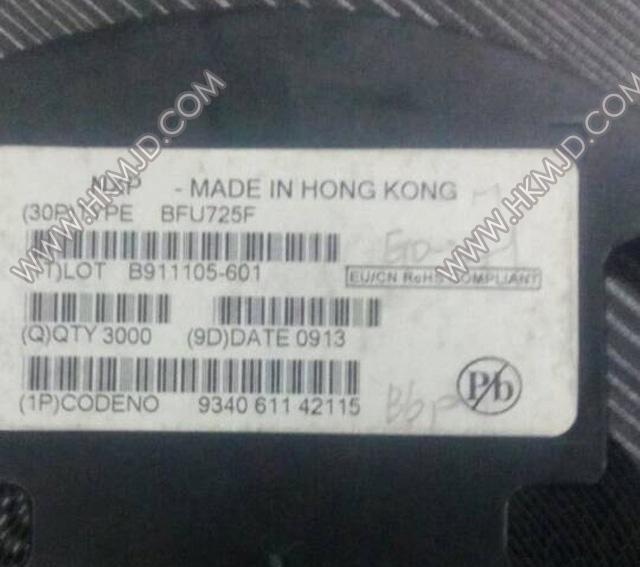 WWW.HKMJD.COM
WWW.HKMJD.COM
- MADE IN HONG KONG
TYPE BFU725F
LOT B911105-601
EU/CN RoHS COMPLIANT
(Q)QTY 3000 (9D)DATE 0913
(1P)CODENO 9340 611 42115
Pb